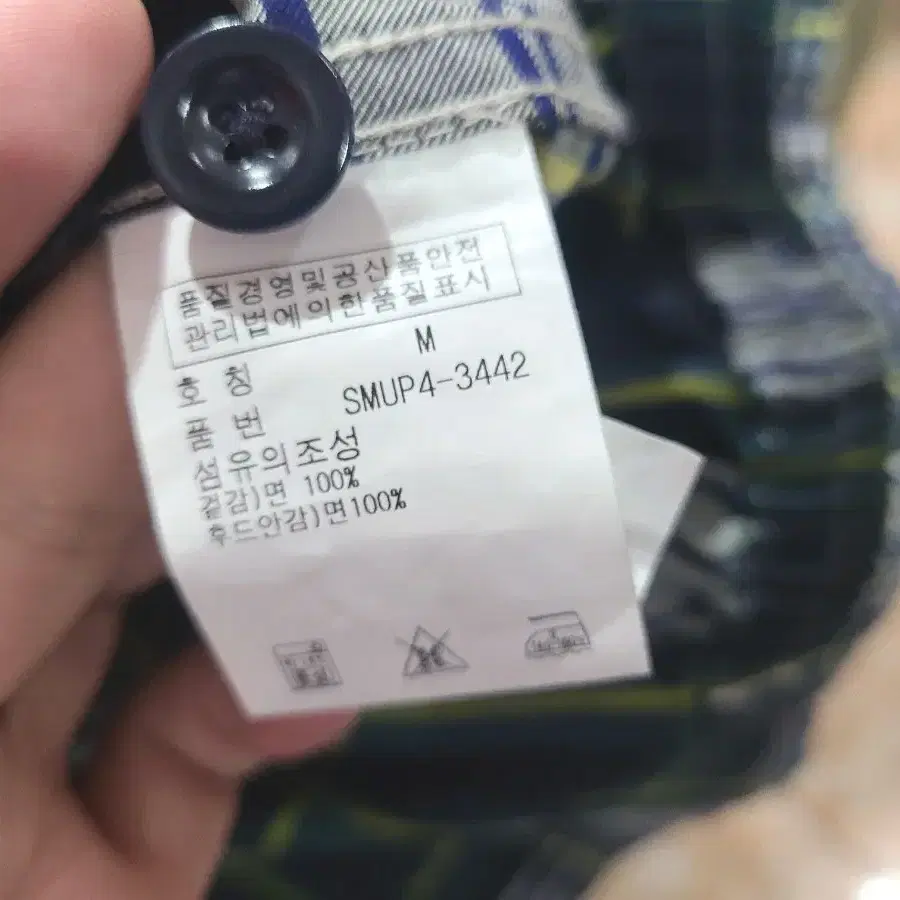 품질경영및공산품안전
관리법에의한품질표시
호 칭 M
품 번 SMUP4-3442
섬유의조성
겉감)면 100%
후드안감)면100%